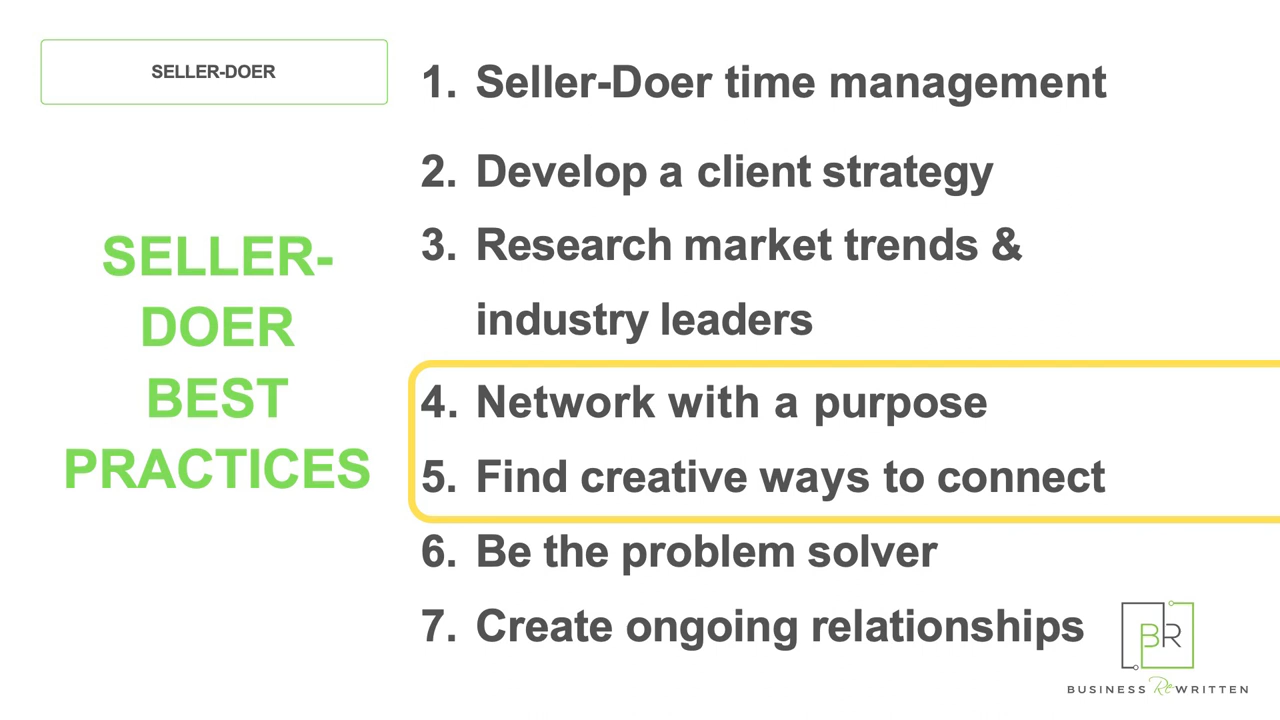 SELLER-DOER
SELLER-
DOER
BEST
PRACTICES
1. Seller-Doer time management
2. Develop a client strategy
3. Research market trends &
industry leaders
4. Network with a purpose
5. Find creative ways to connect
6. Be the problem solver
7. Create ongoing relationships
BR
BUSINESS ReWRITTEN